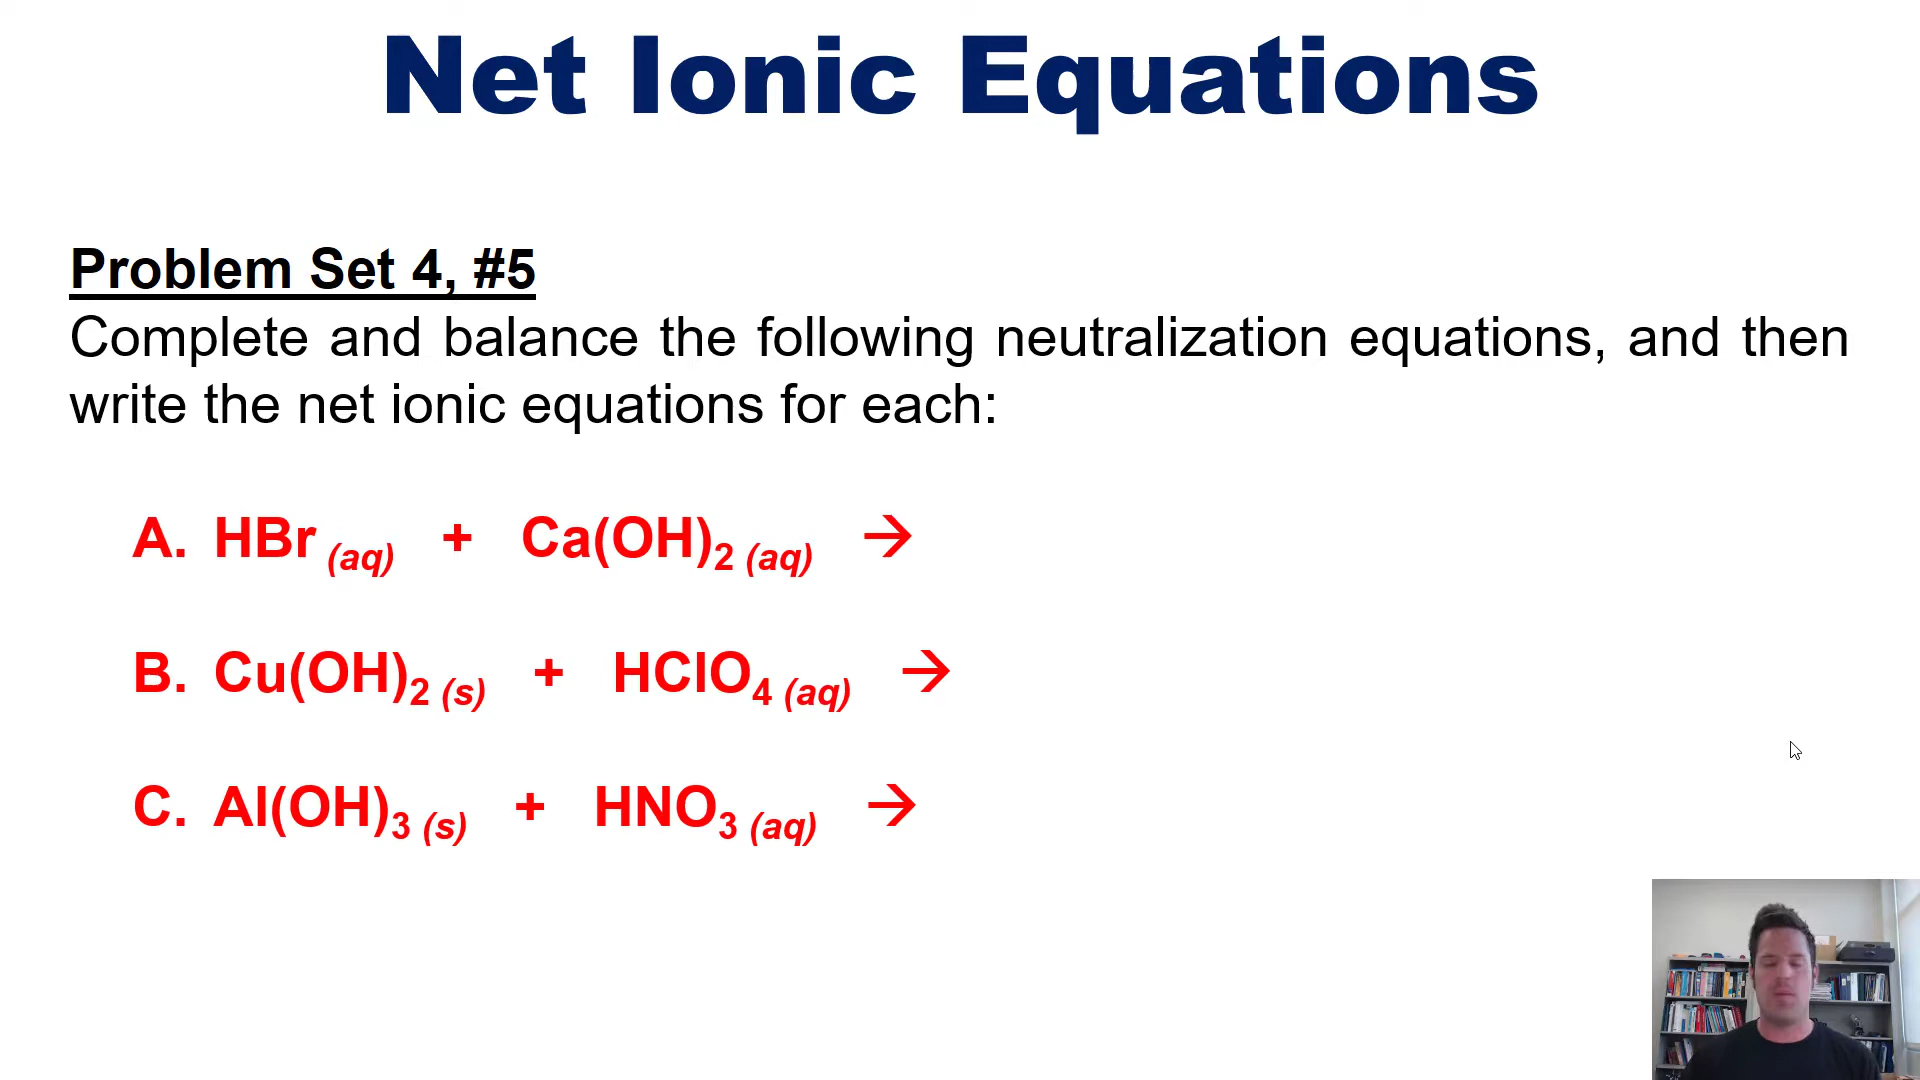 Net Ionic Equations
Problem Set 4, #5
Complete and balance the following neutralization equations, and then
write the net ionic equations for each:
A. HBr (aq) + Ca(OH)₂ (aq) →
B. Cu(OH)₂ (s) + HClO₄ (aq) →
C. Al(OH)₃ (s) + HNO₃ (aq) →